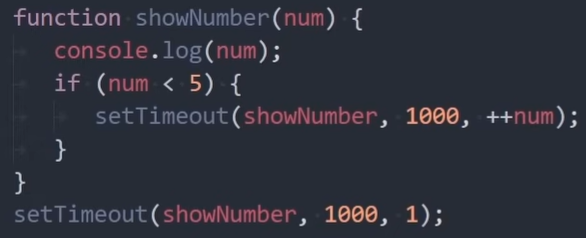 function showNumber(num) {
console.log(num);
if (num < 5) {
setTimeout(showNumber, 1000, ++num);
}
}
setTimeout(showNumber, 1000, 1);